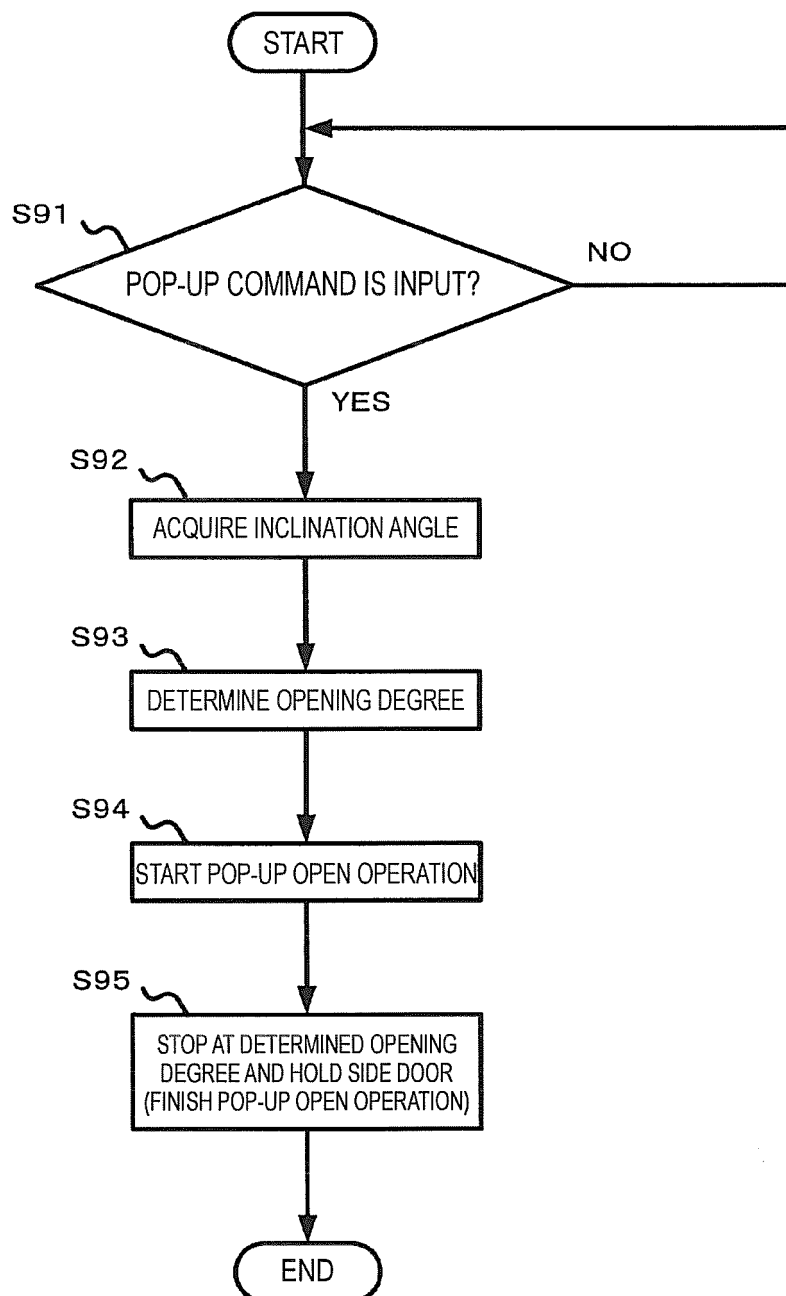 START
S91
POP-UP COMMAND IS INPUT?
NO
YES
S92
ACQUIRE INCLINATION ANGLE
S93
DETERMINE OPENING DEGREE
S94
START POP-UP OPEN OPERATION
S95
STOP AT DETERMINED OPENING
DEGREE AND HOLD SIDE DOOR
(FINISH POP-UP OPEN OPERATION)
END